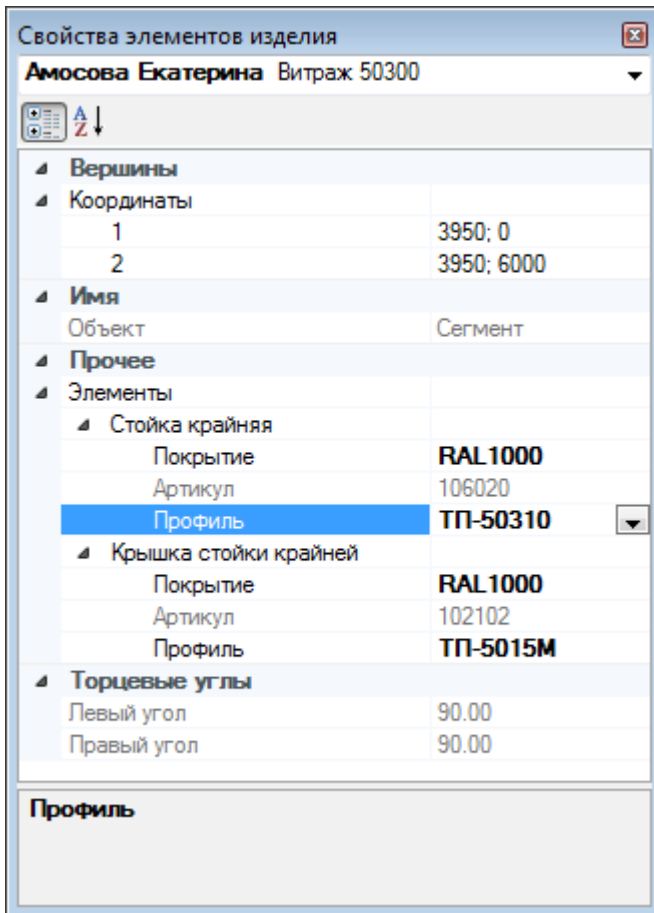 Свойства элементов изделия
Амосова Екатерина Витраж 50300
A
Z
Вершины
Координаты
1 3950; 0
2 3950; 6000
Имя
Объект Сегмент
Прочее
Элементы
Стойка крайняя
Покрытие RAL1000
Артикул 106020
Профиль ТП-50310
Крышка стойки крайней
Покрытие RAL1000
Артикул 102102
Профиль ТП-5015М
Торцевые углы
Левый угол 90.00
Правый угол 90.00
Профиль